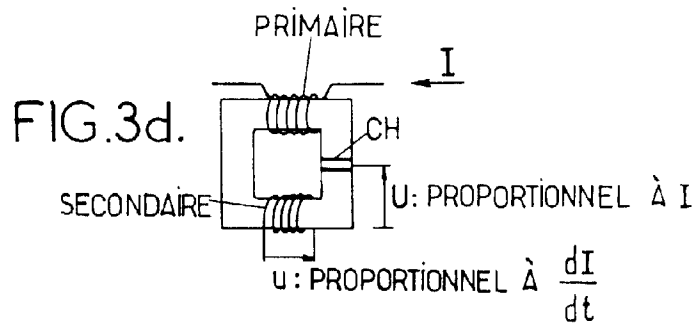 PRIMAIRE
I
FIG.3d.
CH
SECONDAIRE
U: PROPORTIONNEL À I
u: PROPORTIONNEL À dI
dt